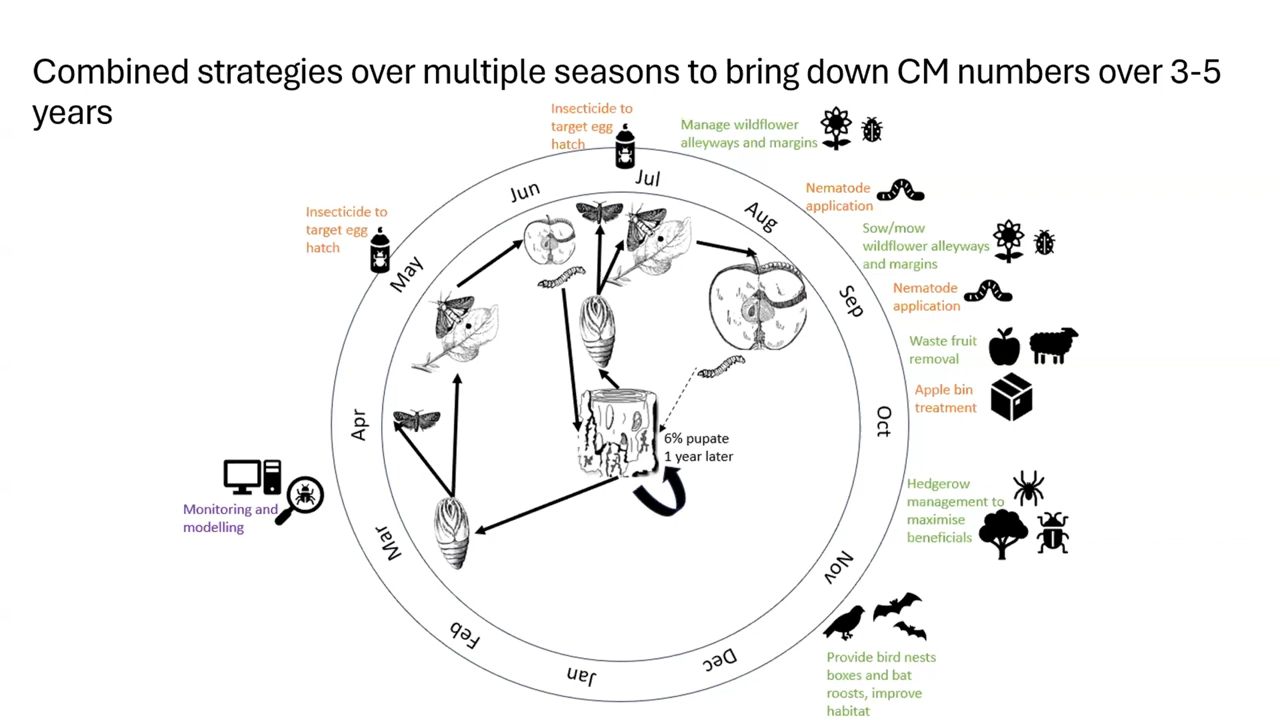 Combined strategies over multiple seasons to bring down CM numbers over 3-5
years
Insecticide to
target egg
hatch
Manage wildflower
alleyways and margins
Insecticide to
target egg
hatch
Nematode
application
Sow/mow
wildflower alleyways
and margins
Nematode
application
Waste fruit
removal
Apple bin
treatment
Hedgerow
management to
maximise
beneficials
Provide bird nests
boxes and bat
roosts, improve
habitat
Monitoring and
modelling
6% pupate
1 year later
Jan
Feb
Mar
Apr
May
Jun
Jul
Aug
Sep
Oct
Nov
Dec